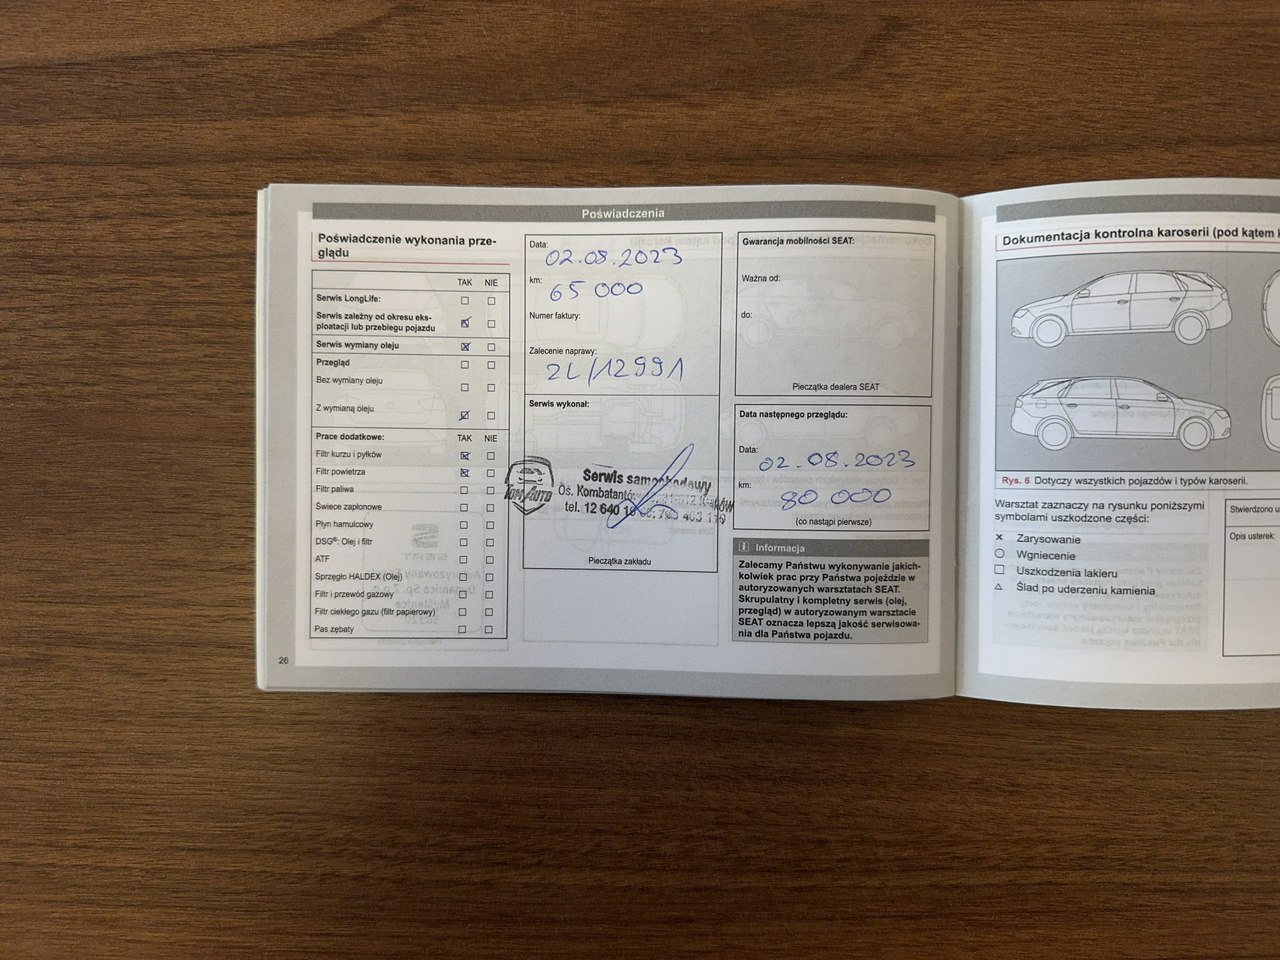 Poświadczenia
Poświadczenie wykonania prze-
glądu
TAK NIE
Serwis LongLife:
Serwis zależny od okresu eks-
ploatacji lub przebiegu pojazdu
Serwis wymiany oleju
Przegląd
Bez wymiany oleju
Z wymianą oleju
Prace dodatkowe: TAK NIE
Filtr kurzu i pyłków
Filtr powietrza
Filtr paliwa
Świece zapłonowe
Płyn hamulcowy
DSG®: Olej i filtr
ATF
Sprzęgło HALDEX (Olej)
Filtr i przewód gazowy
Filtr ciekłego gazu (filtr papierowy)
Pas zębaty
26
Data:
02.08.2023
km:
65 000
Numer faktury:
Zalecenie naprawy:
2L/12991
Serwis wykonał:
TOMYAUTO
Serwis samochodowy
Os. Kombatantów
tel. 12 640
Pieczątka zakładu
Gwarancja mobilności SEAT:
Ważna od:
do:
Pieczątka dealera SEAT
Data następnego przeglądu:
Data:
02.08.2023
km:
80 000
(co nastąpi pierwsze)
i Informacja
Zalecamy Państwu wykonywanie jakich-
kolwiek prac przy Państwa pojeździe w
autoryzowanych warsztatach SEAT.
Skrupulatny i kompletny serwis (olej,
przegląd) w autoryzowanym warsztacie
SEAT oznacza lepszą jakość serwisowa-
nia dla Państwa pojazdu.
Dokumentacja kontrolna karoserii (pod kątem
Rys. 6 Dotyczy wszystkich pojazdów i typów karoserii.
Warsztat zaznaczy na rysunku poniższymi
symbolami uszkodzone części:
Zarysowanie
Wgniecenie
Uszkodzenia lakieru
Ślad po uderzeniu kamienia
Stwierdzono
Opis usterek: